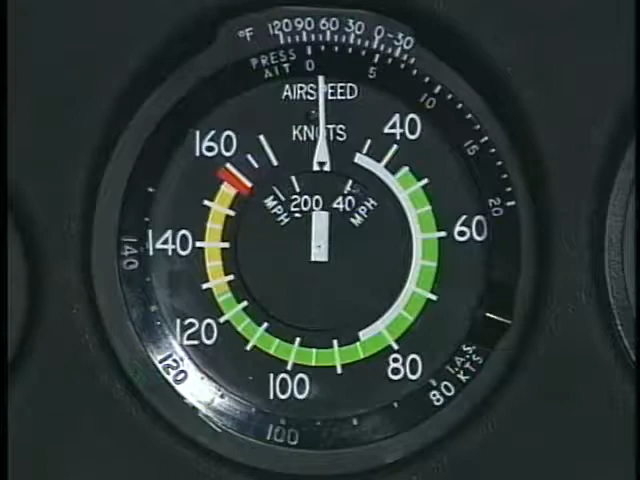 °F 120 90 60 30 0 -30
PRESS ALT 0 5 10 15 20
AIRSPEED
KNOTS
160 40
MPH 200 40 MPH
140 140 60
120 80
120 100 I.A.S.
100 80 KTS